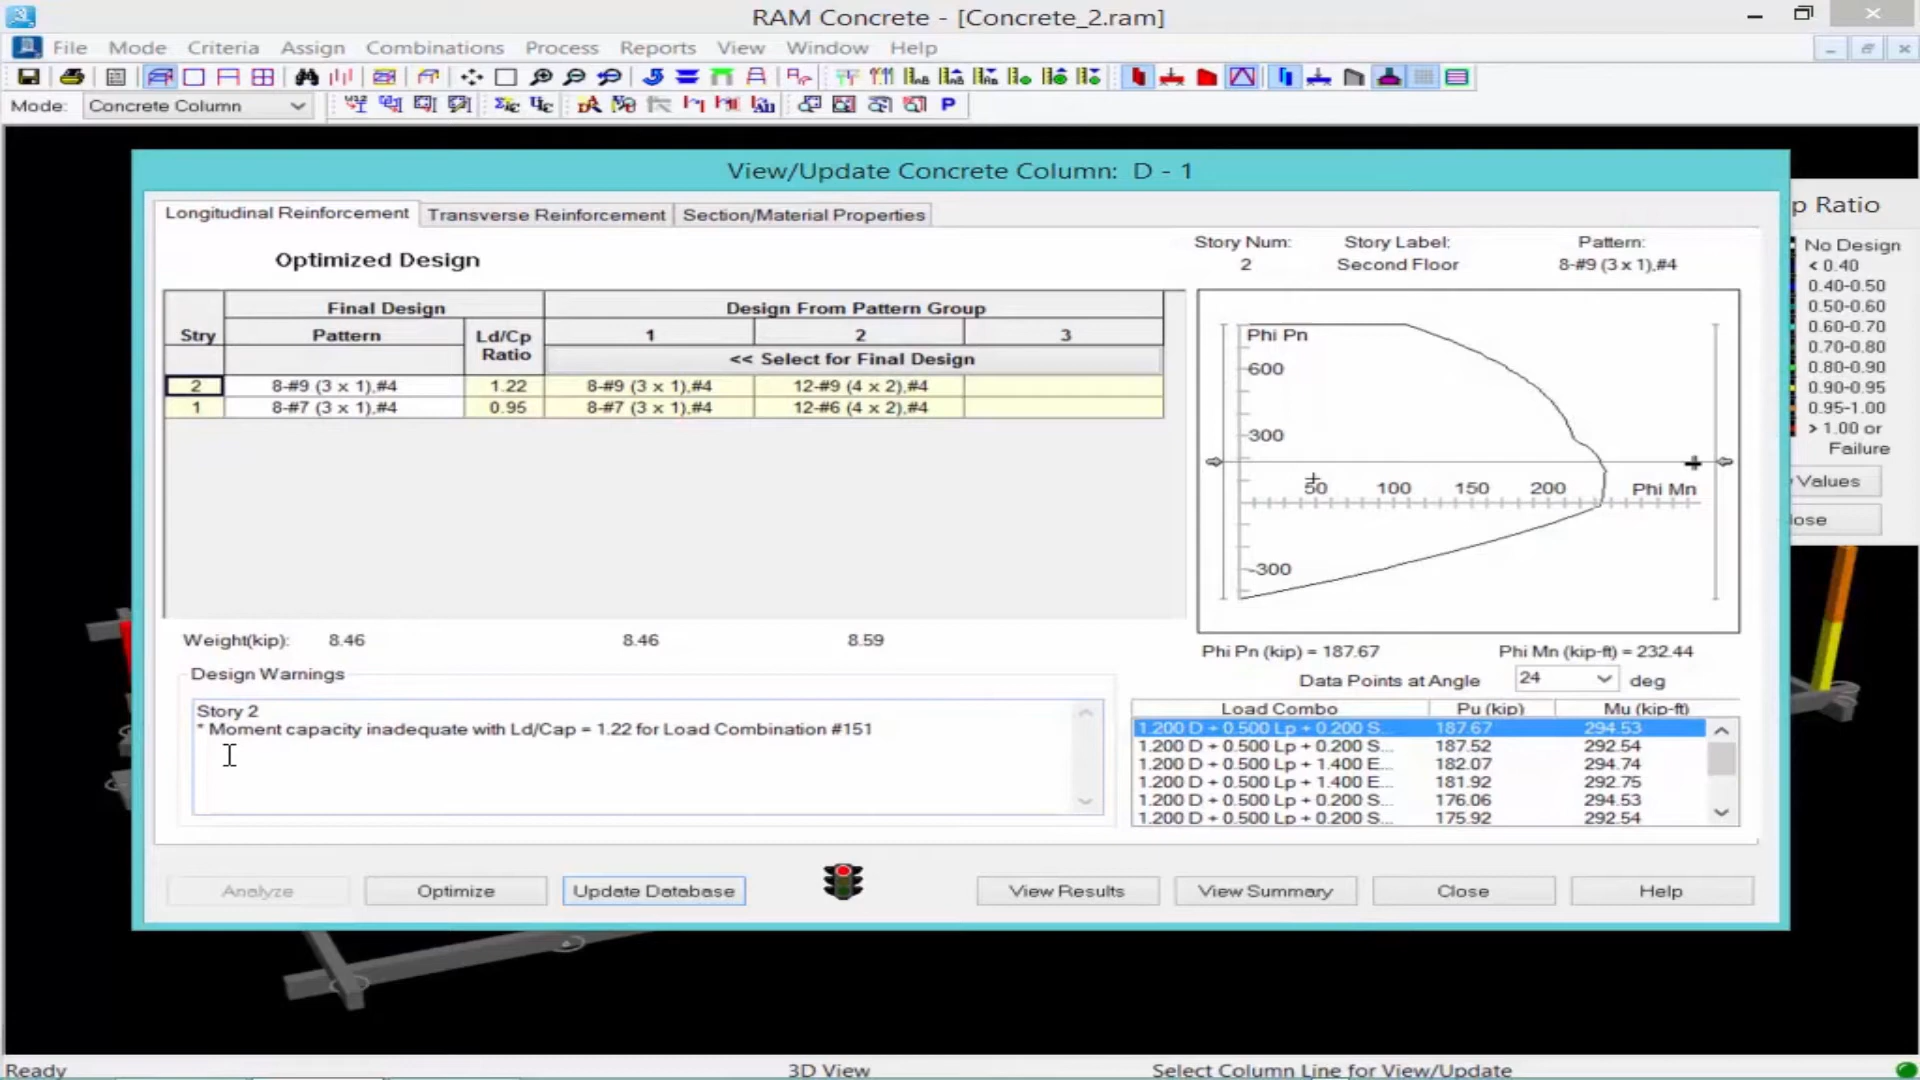 RAM Concrete - [Concrete_2.ram]
File Mode Criteria Assign Combinations Process Reports View Window Help
Mode: Concrete Column
View/Update Concrete Column: D - 1
Longitudinal Reinforcement Transverse Reinforcement Section/Material Properties
Optimized Design
Story Num: Story Label: Pattern:
2 Second Floor 8-#9 (3 x 1),#4
Final Design Design From Pattern Group
Stry Pattern Ld/Cp Ratio 1 2 3
<< Select for Final Design
2 8-#9 (3 x 1),#4 1.22 8-#9 (3 x 1),#4 12-#9 (4 x 2),#4
1 8-#7 (3 x 1),#4 0.95 8-#7 (3 x 1),#4 12-#6 (4 x 2),#4
Phi Pn
600
300
50 100 150 200 Phi Mn
-300
Weight(kip): 8.46 8.46 8.59
Phi Pn (kip) = 187.67 Phi Mn (kip-ft) = 232.44
Data Points at Angle 24 deg
Design Warnings
Story 2
* Moment capacity inadequate with Ld/Cap = 1.22 for Load Combination #151
Load Combo Pu (kip) Mu (kip-ft)
1.200 D + 0.500 Lp + 0.200 S... 187.67 294.53
1.200 D + 0.500 Lp + 0.200 S... 187.52 292.54
1.200 D + 0.500 Lp + 1.400 E... 182.07 294.74
1.200 D + 0.500 Lp + 1.400 E... 181.92 292.75
1.200 D + 0.500 Lp + 0.200 S... 176.06 294.53
1.200 D + 0.500 Lp + 0.200 S... 175.92 292.54
Analyze Optimize Update Database View Results View Summary Close Help
p Ratio
No Design
< 0.40
0.40-0.50
0.50-0.60
0.60-0.70
0.70-0.80
0.80-0.90
0.90-0.95
0.95-1.00
> 1.00 or
Failure
Values
lose
Ready 3D View Select Column Line for View/Update